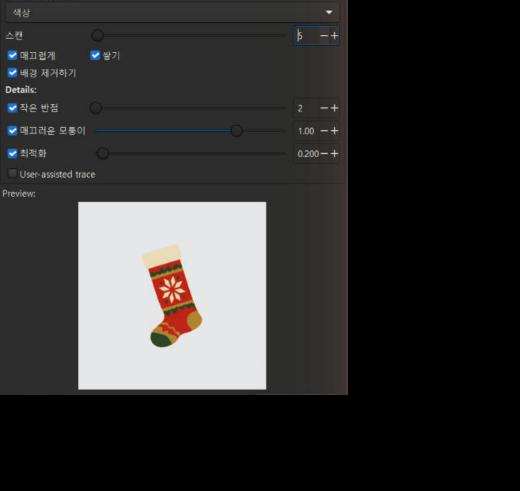 색상
스캔 5
매끄럽게 쌓기
배경 제거하기
Details:
작은 반점 2
매끄러운 모퉁이 1.00
최적화 0.200
User-assisted trace
Preview: